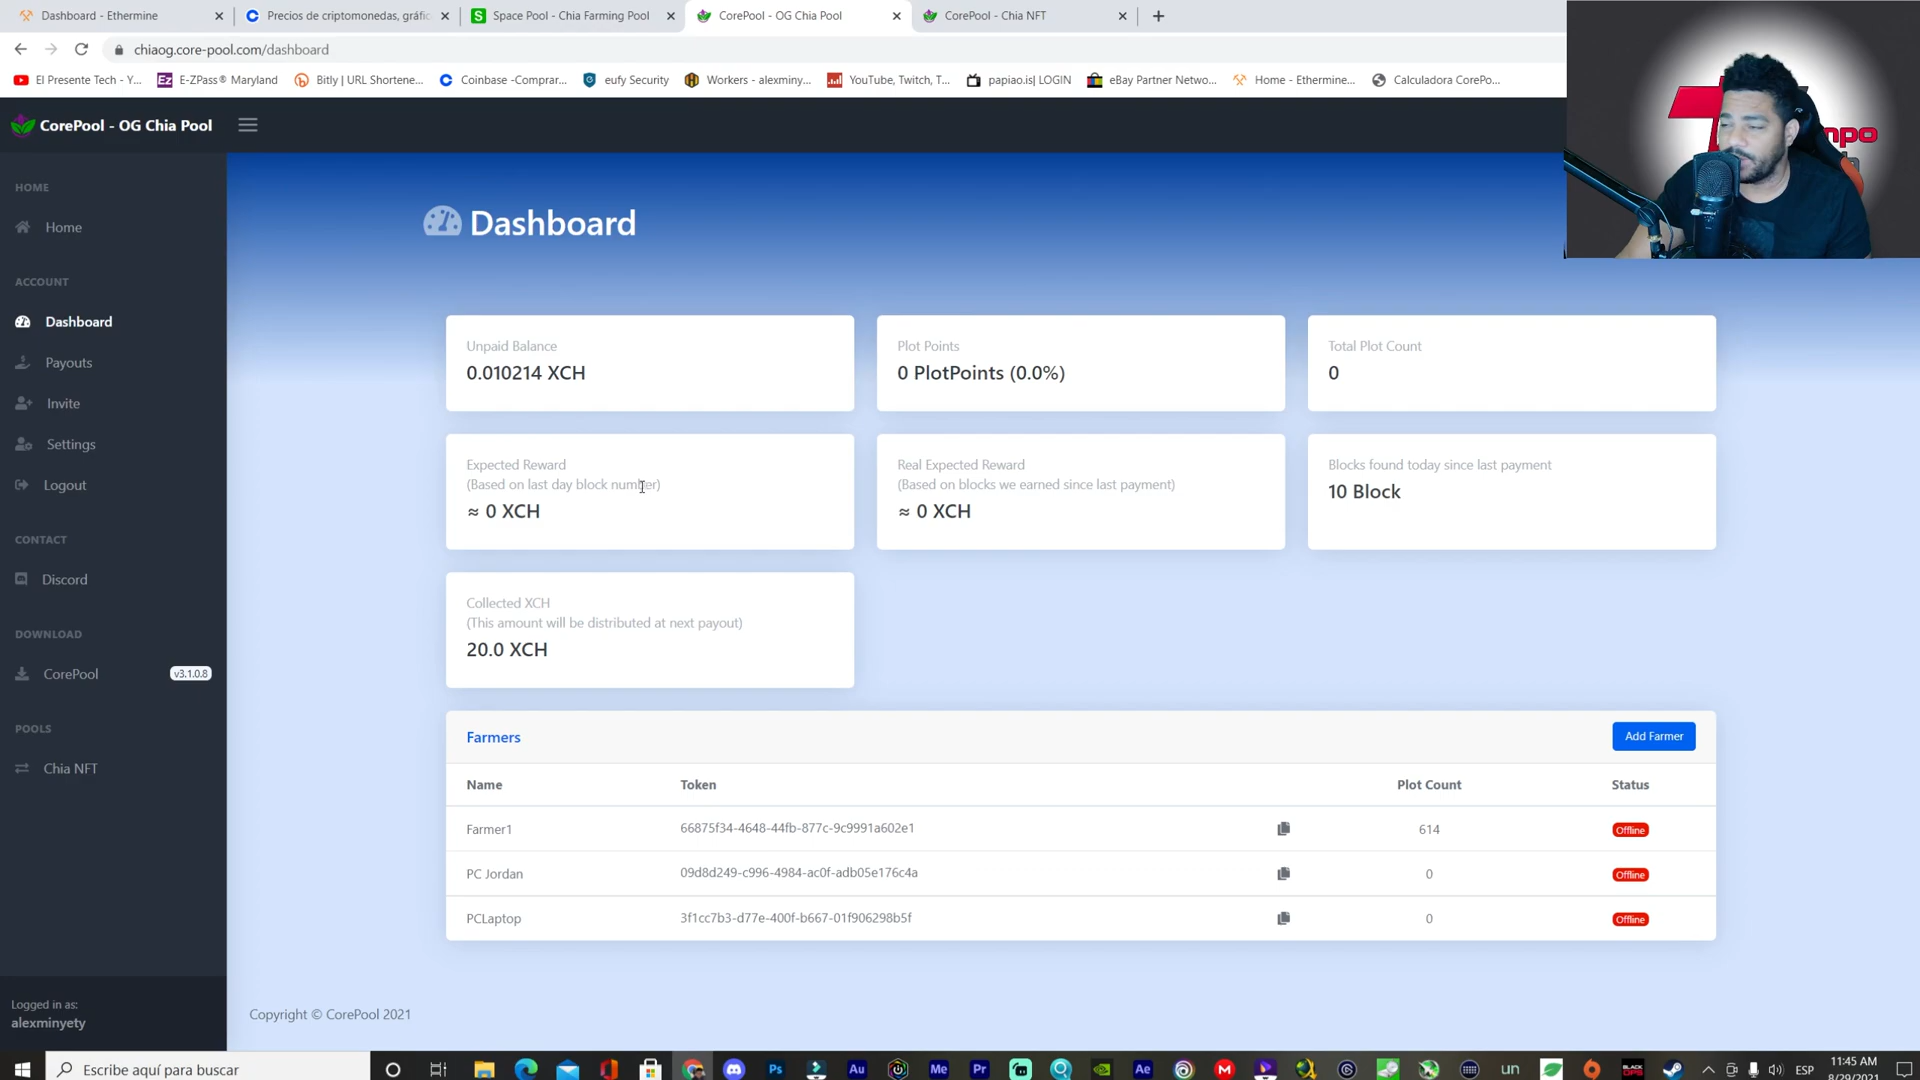 Dashboard - Ethermine
Precios de criptomonedas, gráfic
Space Pool - Chia Farming Pool
CorePool - OG Chia Pool
CorePool - Chia NFT
chiaog.core-pool.com/dashboard
El Presente Tech - Y...
E-ZPass® Maryland
Bitly | URL Shortene...
Coinbase -Comprar...
eufy Security
Workers - alexminy...
YouTube, Twitch, T...
papiao.is| LOGIN
eBay Partner Netwo...
Home - Ethermine...
Calculadora CorePo...
CorePool - OG Chia Pool
HOME
Home
ACCOUNT
Dashboard
Payouts
Invite
Settings
Logout
CONTACT
Discord
DOWNLOAD
CorePool
v3.1.0.8
POOLS
Chia NFT
Logged in as:
alexminyety
Dashboard
Unpaid Balance
0.010214 XCH
Plot Points
0 PlotPoints (0.0%)
Total Plot Count
0
Expected Reward
(Based on last day block number)
≈ 0 XCH
Real Expected Reward
(Based on blocks we earned since last payment)
≈ 0 XCH
Blocks found today since last payment
10 Block
Collected XCH
(This amount will be distributed at next payout)
20.0 XCH
Farmers
Add Farmer
Name Token Plot Count Status
Farmer1 66875f34-4648-44fb-877c-9c9991a602e1 614 Offline
PC Jordan 09d8d249-c996-4984-ac0f-adb05e176c4a 0 Offline
PCLaptop 3f1cc7b3-d77e-400f-b667-01f906298b5f 0 Offline
Copyright © CorePool 2021
Escribe aquí para buscar
Ps
Au
Me
Pr
Ae
un
ESP
11:45 AM
8/29/2021